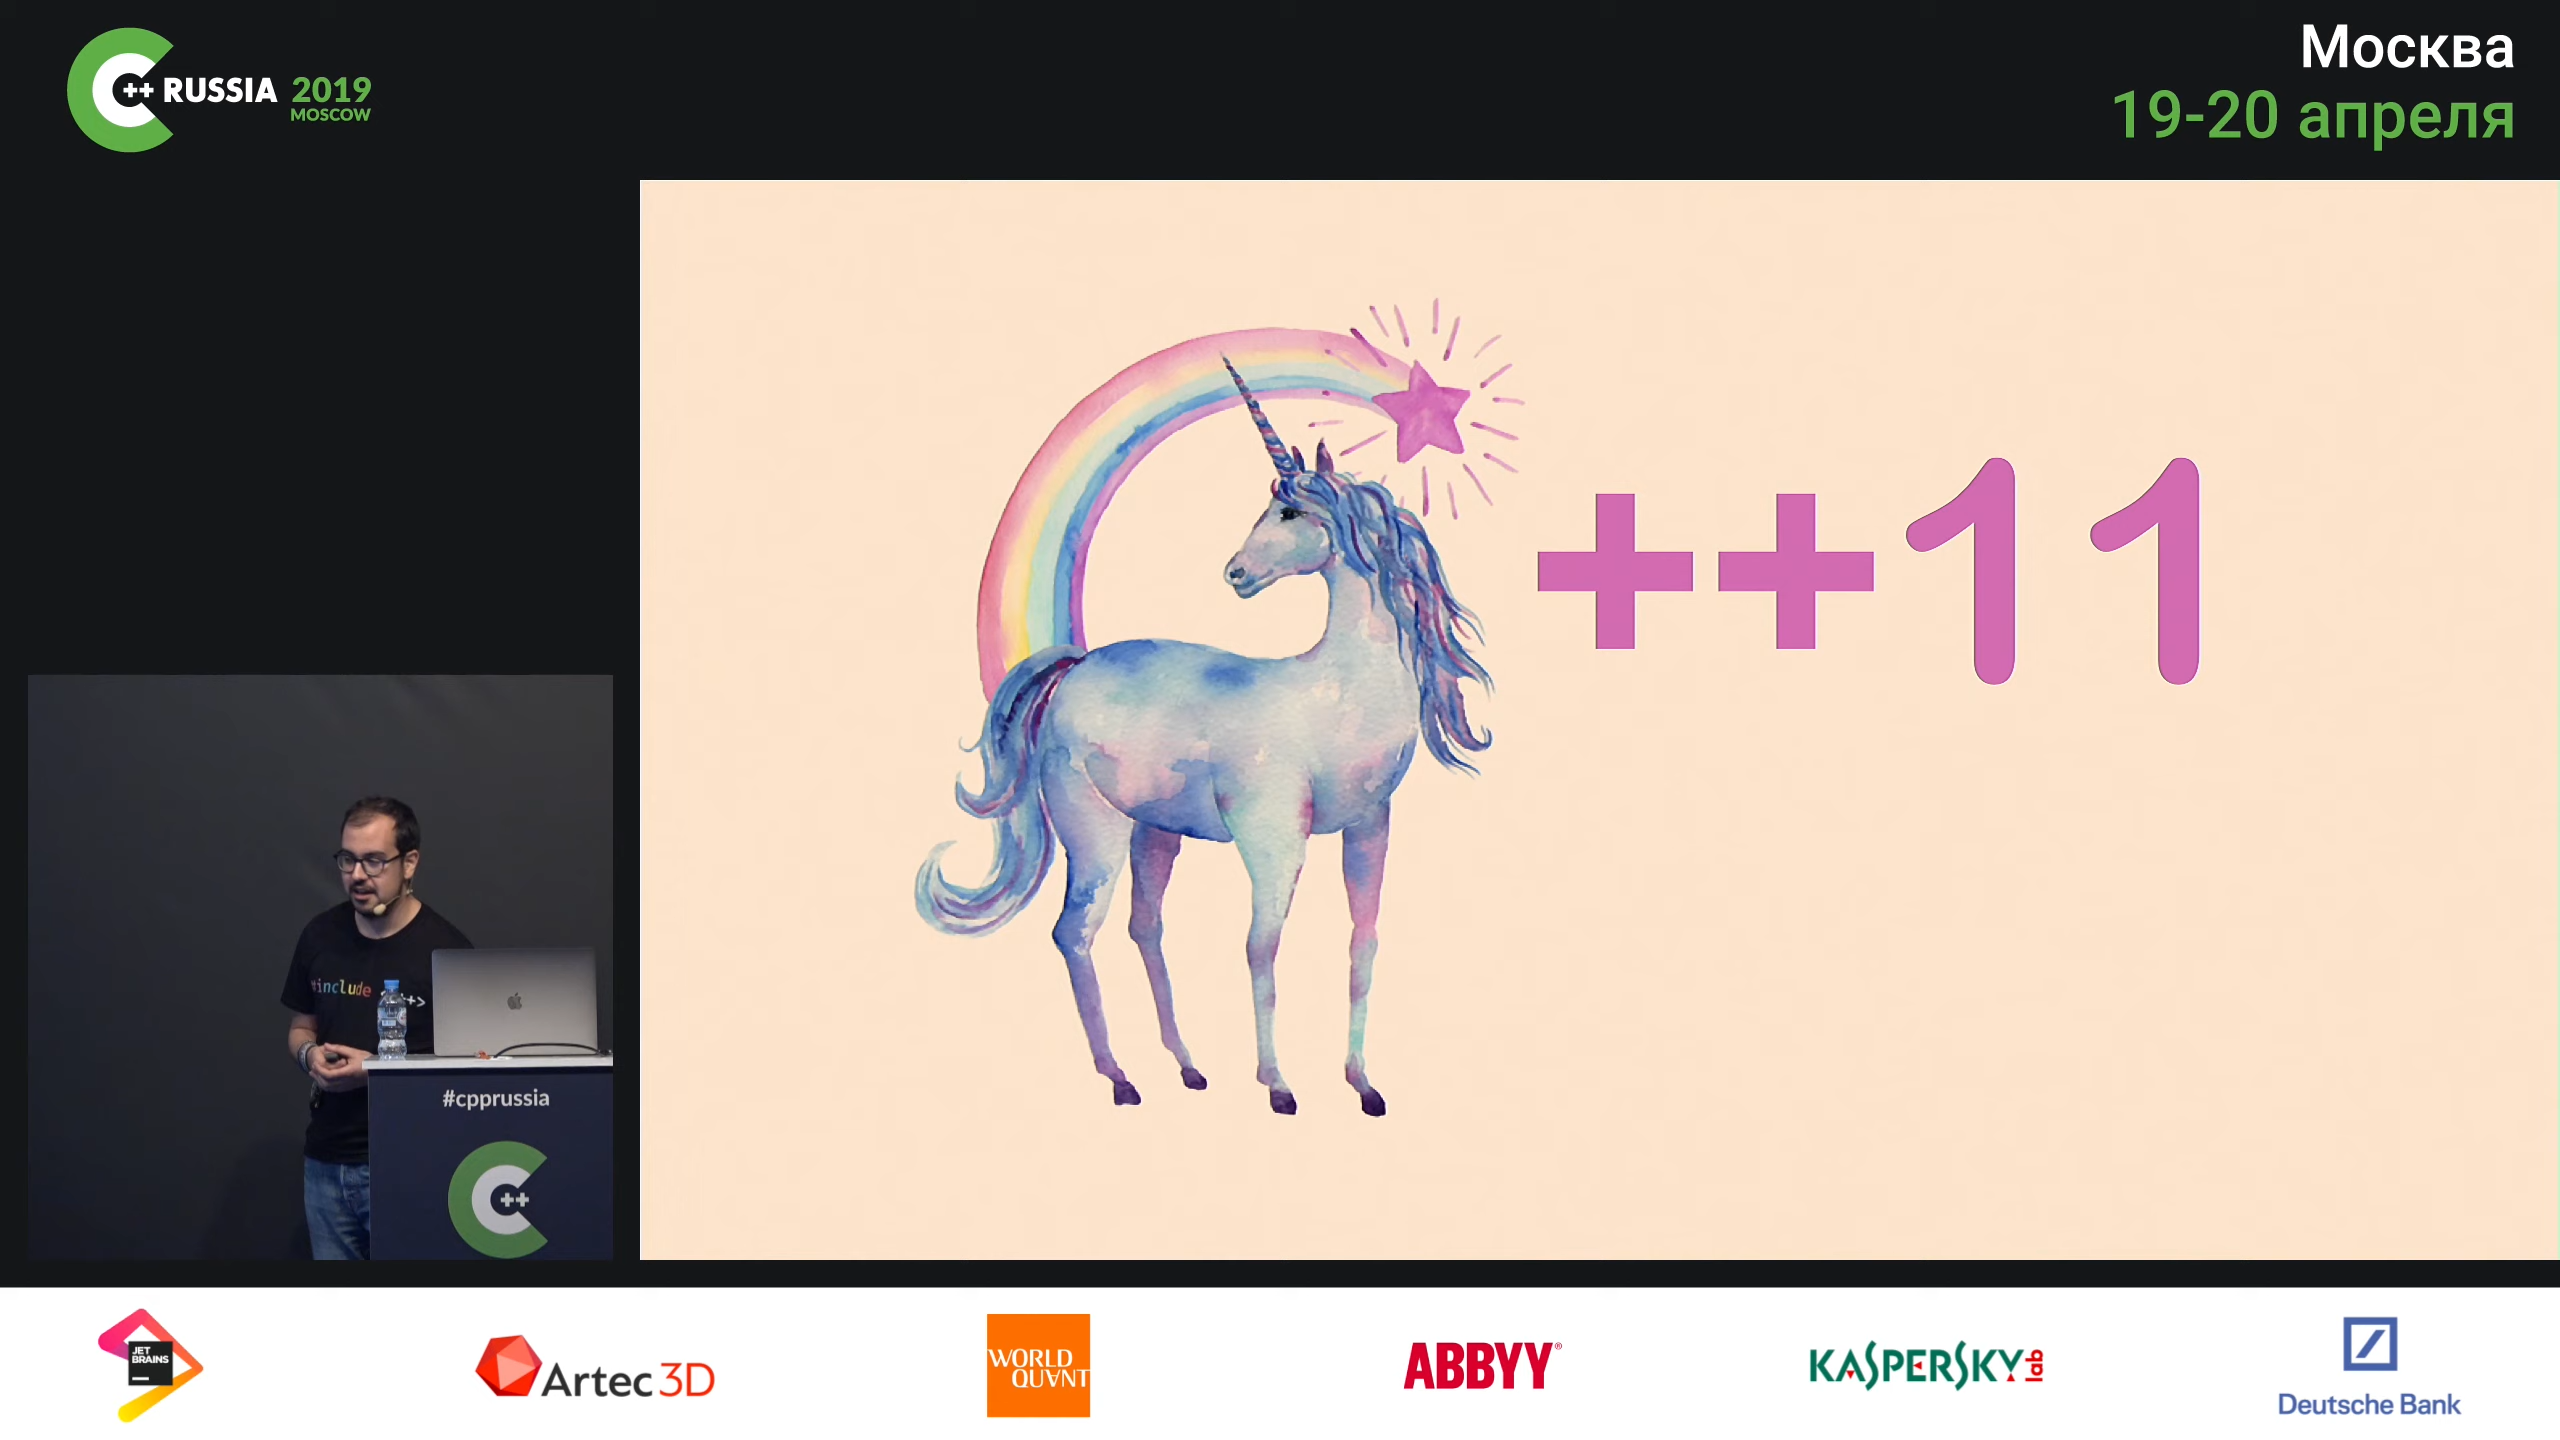 C++ RUSSIA 2019
MOSCOW
Москва
19-20 апреля
++11
#include
++>
#cpprussia
C++
JET
BRAINS
Artec 3D
WORLD
QUANT
ABBYY®
KASPERSKY lab
Deutsche Bank